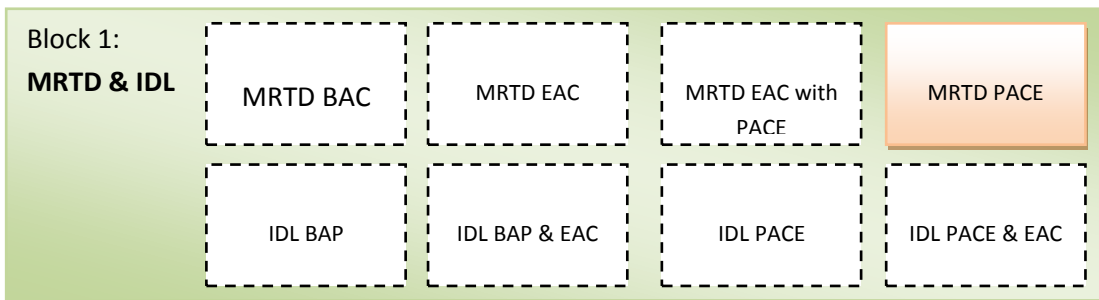 Block 1:
MRTD & IDL
MRTD BAC
MRTD EAC
MRTD EAC with
PACE
MRTD PACE
IDL BAP
IDL BAP & EAC
IDL PACE
IDL PACE & EAC